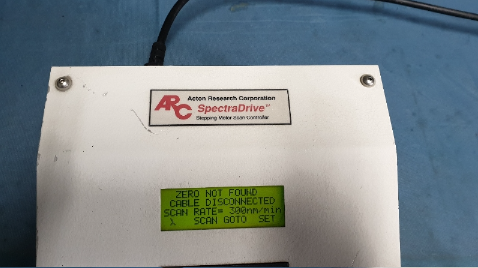 ARC
Acton Research Corporation
SpectraDrive™
Stepping Motor Scan Controller
ZERO NOT FOUND
CABLE DISCONNECTED
SCAN RATE= 300nm/min
SCAN GOTO SET